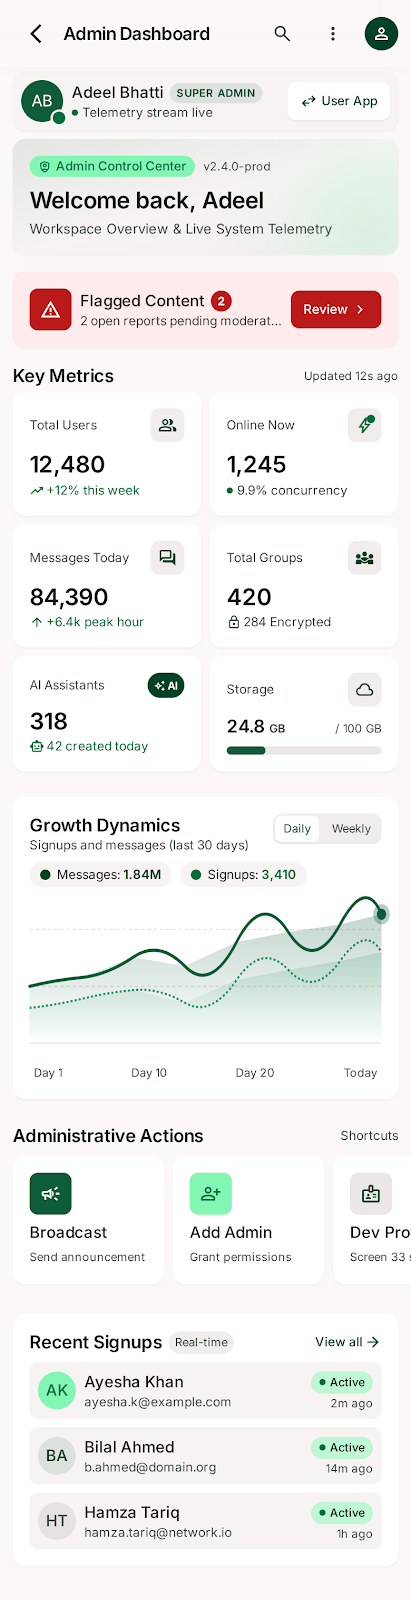 Admin Dashboard
AB
Adeel Bhatti SUPER ADMIN
Telemetry stream live
User App
Admin Control Center v2.4.0-prod
Welcome back, Adeel
Workspace Overview & Live System Telemetry
Flagged Content 2
2 open reports pending moderat...
Review
Key Metrics Updated 12s ago
Total Users
12,480
+12% this week
Online Now
1,245
9.9% concurrency
Messages Today
84,390
+6.4k peak hour
Total Groups
420
284 Encrypted
AI Assistants AI
318
42 created today
Storage
24.8 GB / 100 GB
Growth Dynamics
Signups and messages (last 30 days)
Daily Weekly
Messages: 1.84M Signups: 3,410
Day 1 Day 10 Day 20 Today
Administrative Actions Shortcuts
Broadcast
Send announcement
Add Admin
Grant permissions
Dev Pro
Screen 33 s
Recent Signups Real-time View all
AK
Ayesha Khan Active
ayesha.k@example.com 2m ago
BA
Bilal Ahmed Active
b.ahmed@domain.org 14m ago
HT
Hamza Tariq Active
hamza.tariq@network.io 1h ago